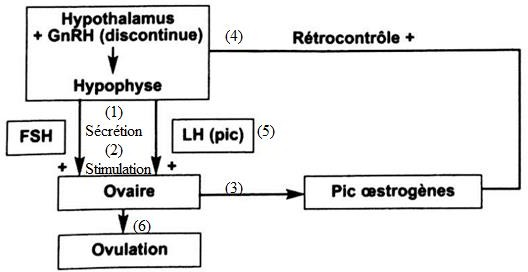 Hypothalamus
+ GnRH (discontinue)
(4)
Rétrocontrôle +
Hypophyse
(1)
Sécrétion
FSH
LH (pic)
(5)
(2)
+ Stimulation +
Ovaire
(3)
Pic œstrogènes
(6)
Ovulation